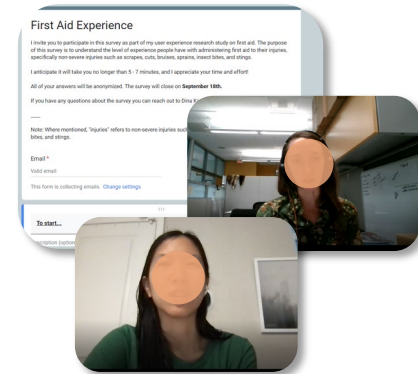 First Aid Experience
I invite you to participate in this survey as part of my user experience research study on first aid. The purpose
of this survey is to understand the level of experience people have with administering first aid to their injuries,
specifically non-severe injuries such as scrapes, cuts, bruises, sprains, insect bites, and stings.
I anticipate it will take you no longer than 5 - 7 minutes, and I appreciate your time and effort!
All of your answers will be anonymized. The survey will close on September 18th.
If you have any questions about the survey you can reach out to Dina
Note: Where mentioned, "injuries" refers to non-severe injuries such
bites, and stings.
Email *
Valid email
This form is collecting emails. Change settings
To start...